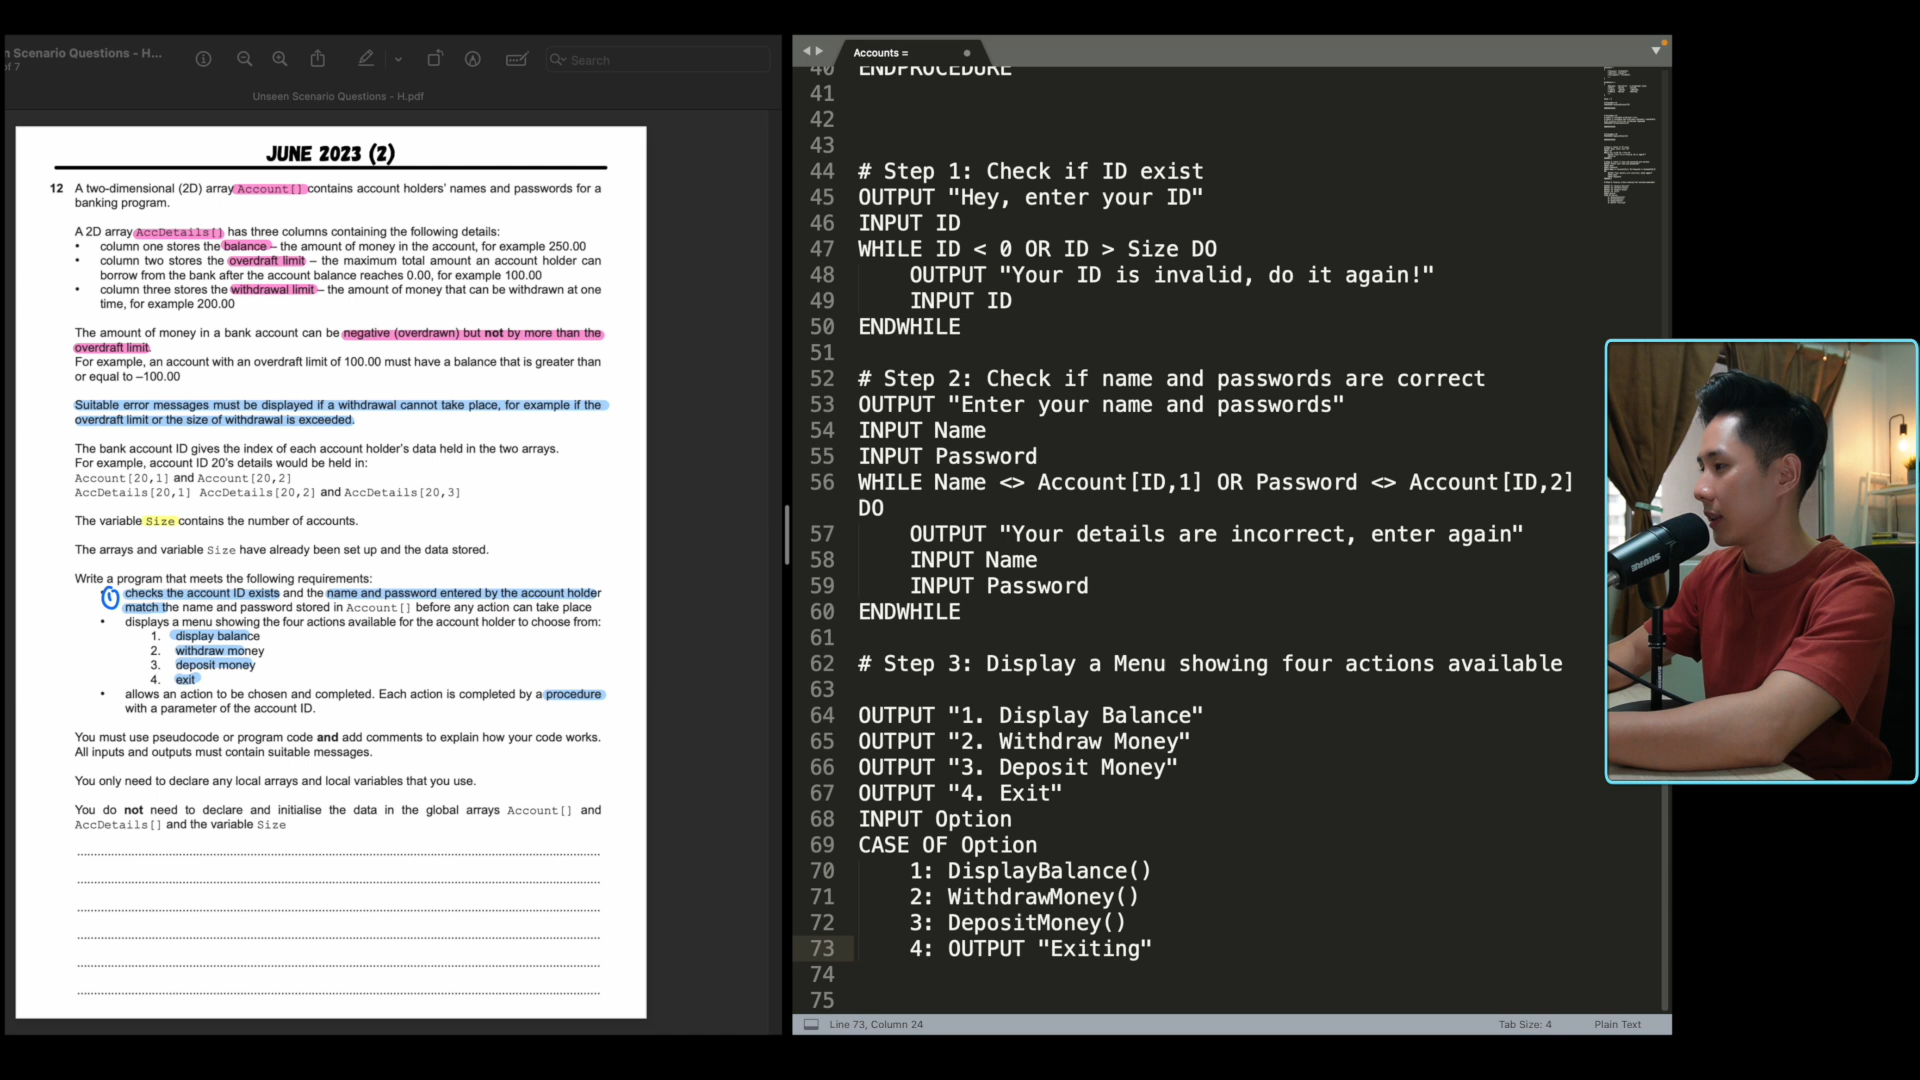 n Scenario Questions – H...
of 7
Search
Unseen Scenario Questions - H.pdf
JUNE 2023 (2)
12 A two-dimensional (2D) array Account[] contains account holders' names and passwords for a
banking program.
A 2D array AccDetails[] has three columns containing the following details:
• column one stores the balance – the amount of money in the account, for example 250.00
• column two stores the overdraft limit – the maximum total amount an account holder can
borrow from the bank after the account balance reaches 0.00, for example 100.00
• column three stores the withdrawal limit – the amount of money that can be withdrawn at one
time, for example 200.00
The amount of money in a bank account can be negative (overdrawn) but not by more than the
overdraft limit.
For example, an account with an overdraft limit of 100.00 must have a balance that is greater than
or equal to –100.00
Suitable error messages must be displayed if a withdrawal cannot take place, for example if the
overdraft limit or the size of withdrawal is exceeded.
The bank account ID gives the index of each account holder's data held in the two arrays.
For example, account ID 20's details would be held in:
Account[20,1] and Account[20,2]
AccDetails[20,1] AccDetails[20,2] and AccDetails[20,3]
The variable Size contains the number of accounts.
The arrays and variable Size have already been set up and the data stored.
Write a program that meets the following requirements:
checks the account ID exists and the name and password entered by the account holder
match the name and password stored in Account[] before any action can take place
• displays a menu showing the four actions available for the account holder to choose from:
1. display balance
2. withdraw money
3. deposit money
4. exit
• allows an action to be chosen and completed. Each action is completed by a procedure
with a parameter of the account ID.
You must use pseudocode or program code and add comments to explain how your code works.
All inputs and outputs must contain suitable messages.
You only need to declare any local arrays and local variables that you use.
You do not need to declare and initialise the data in the global arrays Account[] and
AccDetails[] and the variable Size
Accounts =
40 ENDPROCEDURE
41
42
43
44 # Step 1: Check if ID exist
45 OUTPUT "Hey, enter your ID"
46 INPUT ID
47 WHILE ID < 0 OR ID > Size DO
48 OUTPUT "Your ID is invalid, do it again!"
49 INPUT ID
50 ENDWHILE
51
52 # Step 2: Check if name and passwords are correct
53 OUTPUT "Enter your name and passwords"
54 INPUT Name
55 INPUT Password
56 WHILE Name <> Account[ID,1] OR Password <> Account[ID,2]
DO
57 OUTPUT "Your details are incorrect, enter again"
58 INPUT Name
59 INPUT Password
60 ENDWHILE
61
62 # Step 3: Display a Menu showing four actions available
63
64 OUTPUT "1. Display Balance"
65 OUTPUT "2. Withdraw Money"
66 OUTPUT "3. Deposit Money"
67 OUTPUT "4. Exit"
68 INPUT Option
69 CASE OF Option
70 1: DisplayBalance()
71 2: WithdrawMoney()
72 3: DepositMoney()
73 4: OUTPUT "Exiting"
74
75
Line 73, Column 24
Tab Size: 4
Plain Text
SHURE